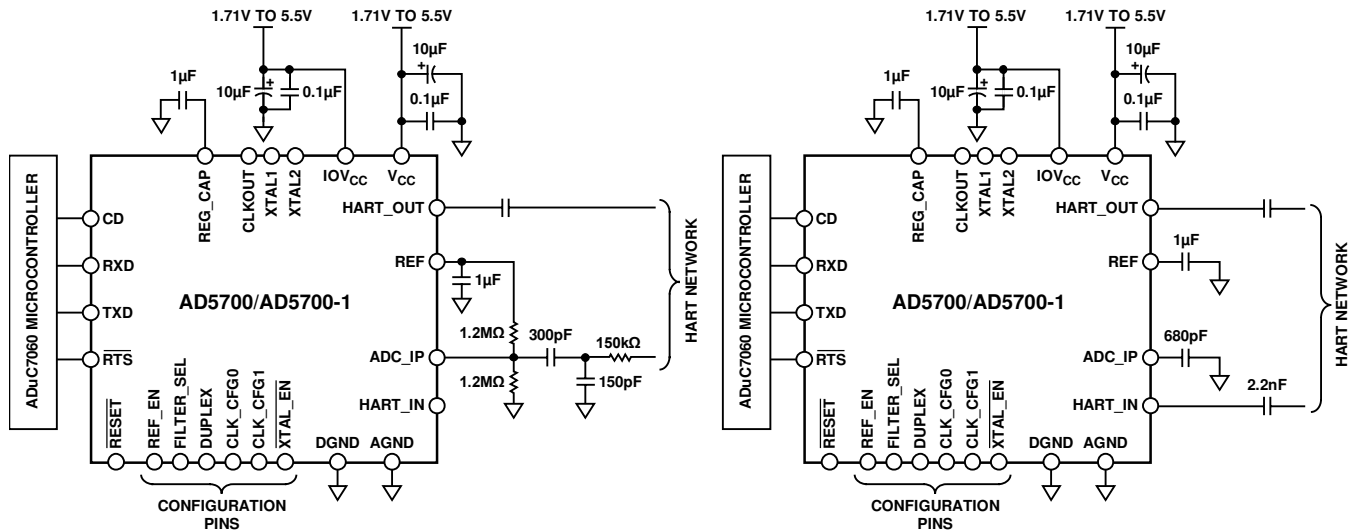 1.71V TO 5.5V
1.71V TO 5.5V
10µF
+
1µF
10µF
+
0.1µF
0.1µF
REG_CAP
CLKOUT
XTAL1
XTAL2
IOVCC
VCC
ADuC7060 MICROCONTROLLER
CD
RXD
TXD
RTS
AD5700/AD5700-1
HART_OUT
REF
ADC_IP
HART_IN
1µF
1.2MΩ
1.2MΩ
300pF
150kΩ
150pF
HART NETWORK
RESET
REF_EN
FILTER_SEL
DUPLEX
CLK_CFG0
CLK_CFG1
XTAL_EN
DGND
AGND
CONFIGURATION
PINS
1.71V TO 5.5V
1.71V TO 5.5V
10µF
+
1µF
10µF
+
0.1µF
0.1µF
REG_CAP
CLKOUT
XTAL1
XTAL2
IOVCC
VCC
ADuC7060 MICROCONTROLLER
CD
RXD
TXD
RTS
AD5700/AD5700-1
HART_OUT
REF
ADC_IP
HART_IN
1µF
680pF
2.2nF
HART NETWORK
RESET
REF_EN
FILTER_SEL
DUPLEX
CLK_CFG0
CLK_CFG1
XTAL_EN
DGND
AGND
CONFIGURATION
PINS